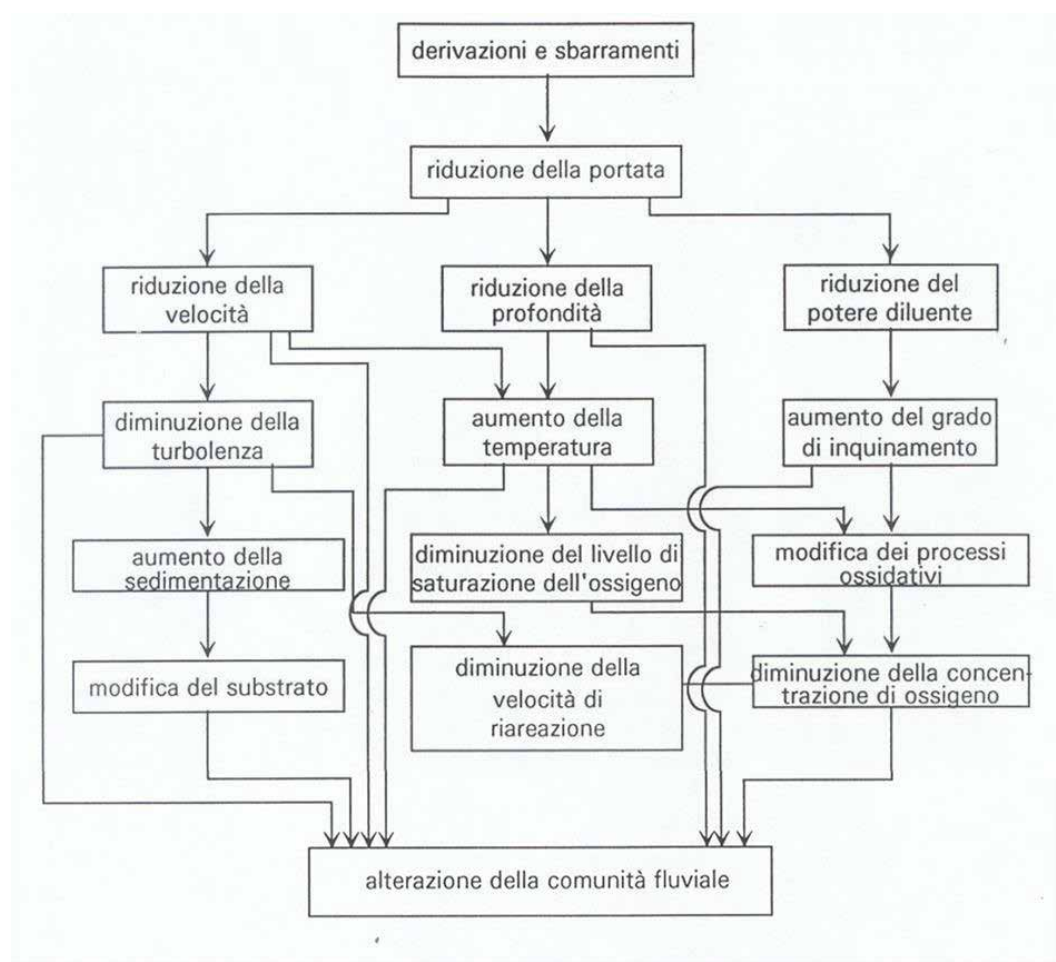 derivazioni e sbarramenti
riduzione della portata
riduzione della
velocità
riduzione della
profondità
riduzione del
potere diluente
diminuzione della
turbolenza
aumento della
temperatura
aumento del grado
di inquinamento
aumento della
sedimentazione
diminuzione del livello di
saturazione dell'ossigeno
modifica dei processi
ossidativi
modifica del substrato
diminuzione della
velocità di
riareazione
diminuzione della concen-
trazione di ossigeno
alterazione della comunità fluviale